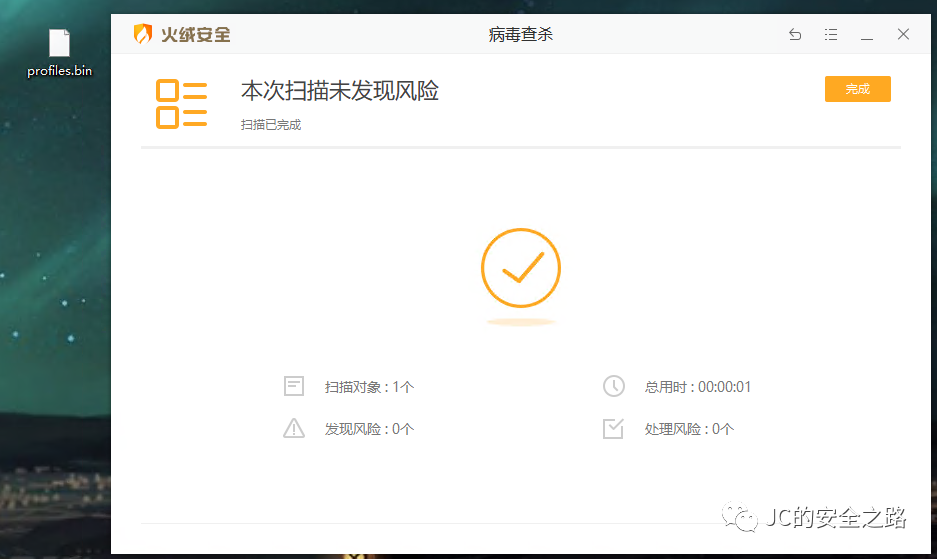 profiles.bin
火绒安全
病毒查杀
本次扫描未发现风险
完成
扫描已完成
扫描对象 : 1个
总用时 : 00:00:01
发现风险 : 0个
处理风险 : 0个
JC的安全之路